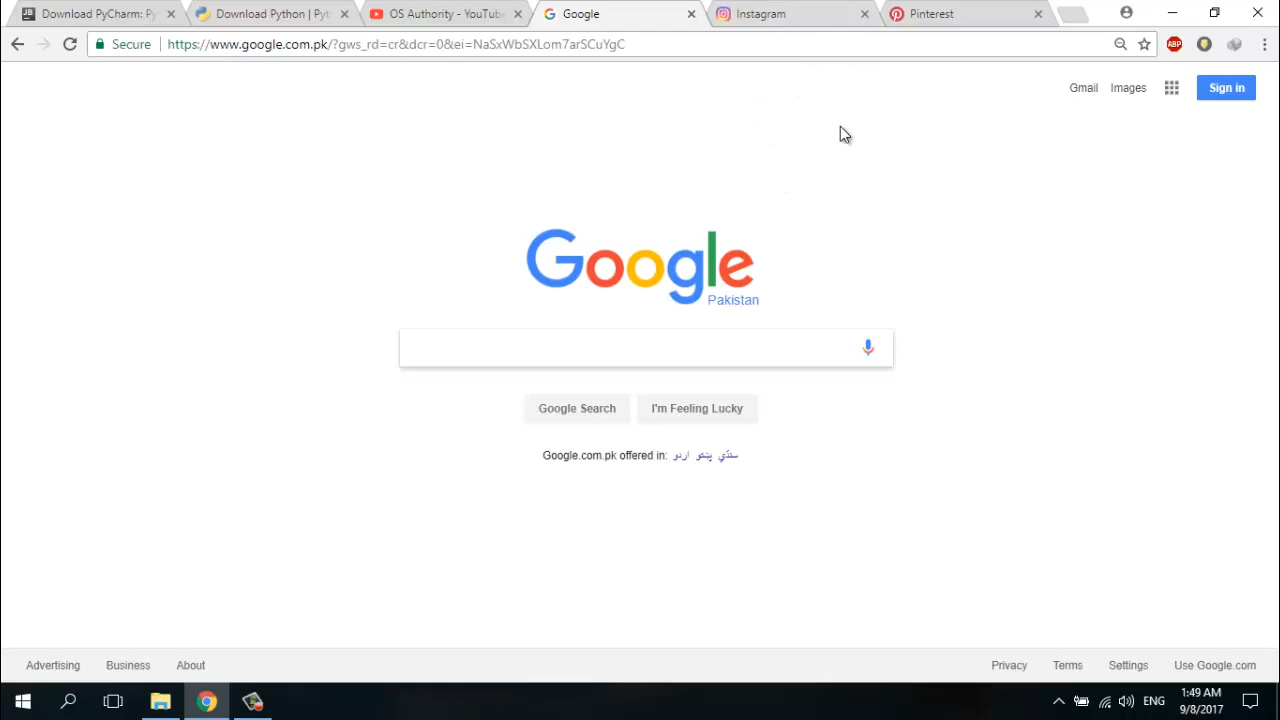 Download PyCharm: Py
Download Python | Pyt
OS Authority - YouTube
Google
Instagram
Pinterest
Secure
https://www.google.com.pk/?gws_rd=cr&dcr=0&ei=NaSxWbSXLom7arSCuYgC
ABP
Gmail
Images
Sign in
Google
Pakistan
Google Search
I'm Feeling Lucky
Google.com.pk offered in: اردو پښتو سنڌي
Advertising
Business
About
Privacy
Terms
Settings
Use Google.com
ENG
1:49 AM
9/8/2017